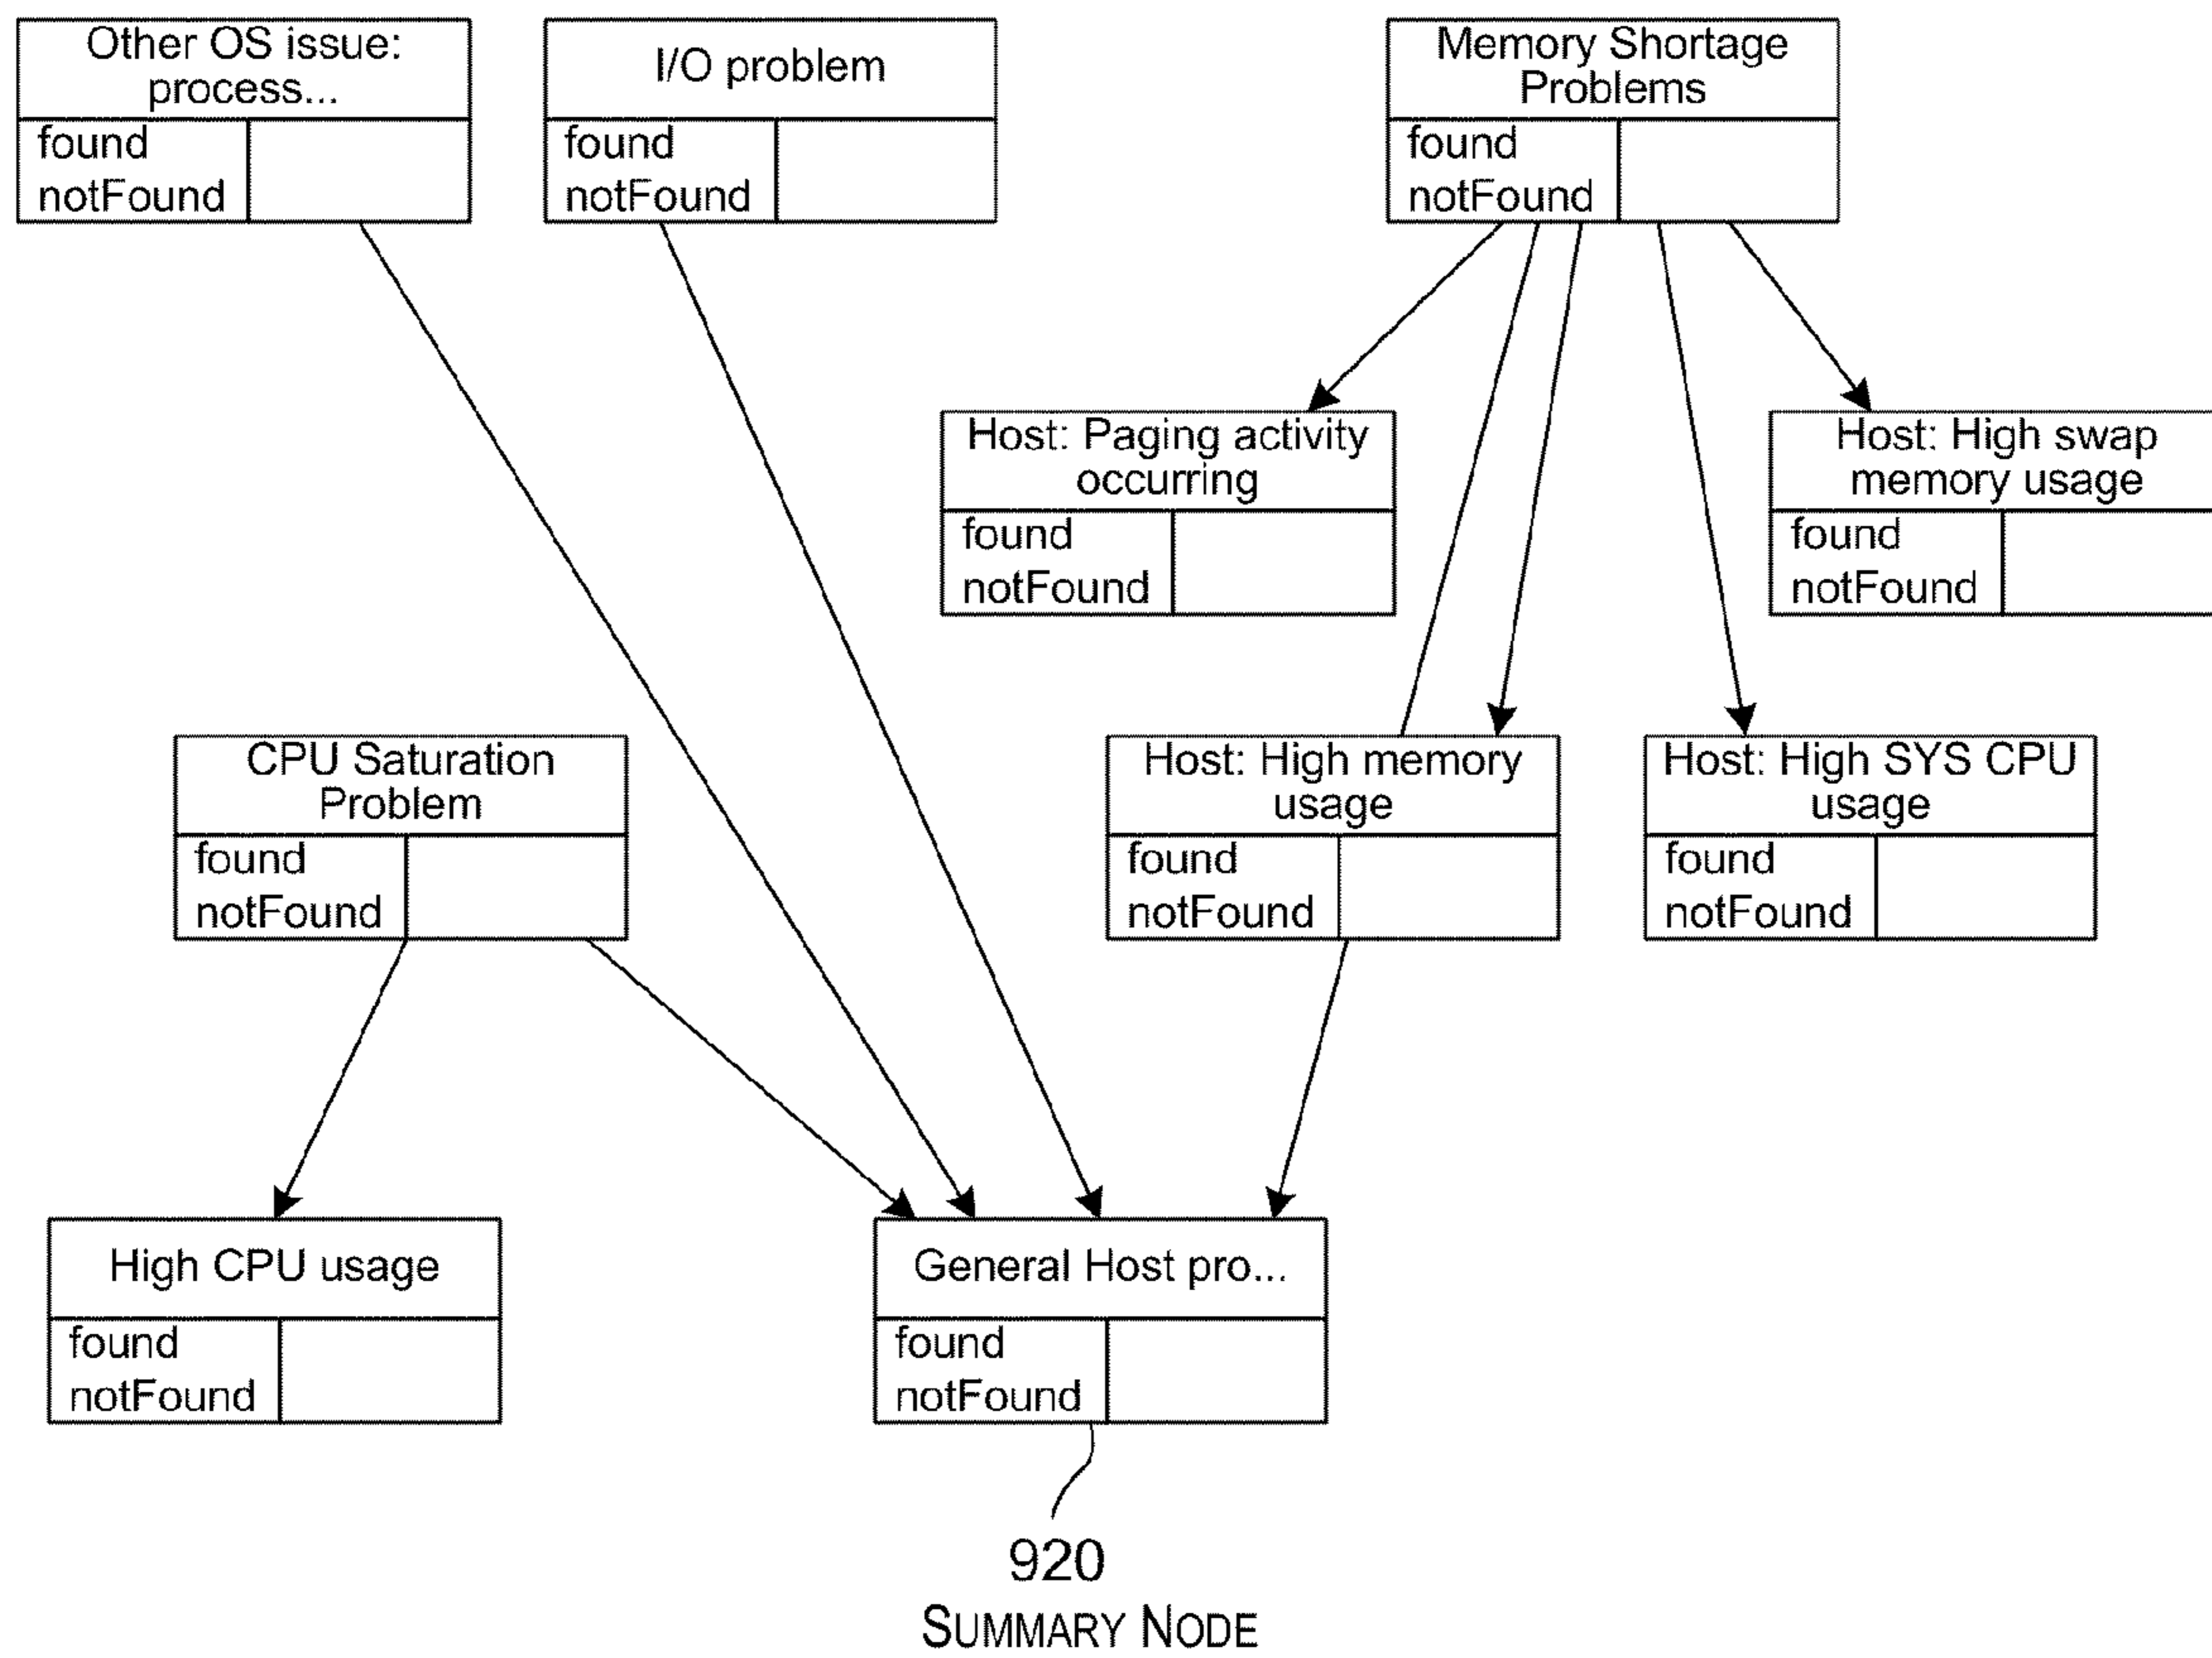 Other OS issue:
process...
found
notFound
I/O problem
found
notFound
Memory Shortage
Problems
found
notFound
Host: Paging activity
occurring
found
notFound
Host: High swap
memory usage
found
notFound
CPU Saturation
Problem
found
notFound
Host: High memory
usage
found
notFound
Host: High SYS CPU
usage
found
notFound
High CPU usage
found
notFound
General Host pro...
found
notFound
920
SUMMARY NODE